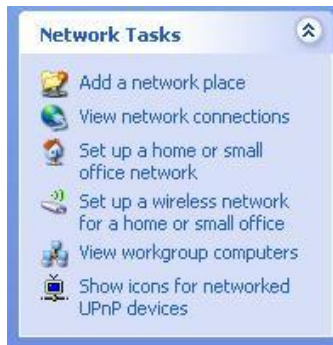 Network Tasks
Add a network place
View network connections
Set up a home or small
office network
Set up a wireless network
for a home or small office
View workgroup computers
Show icons for networked
UPnP devices